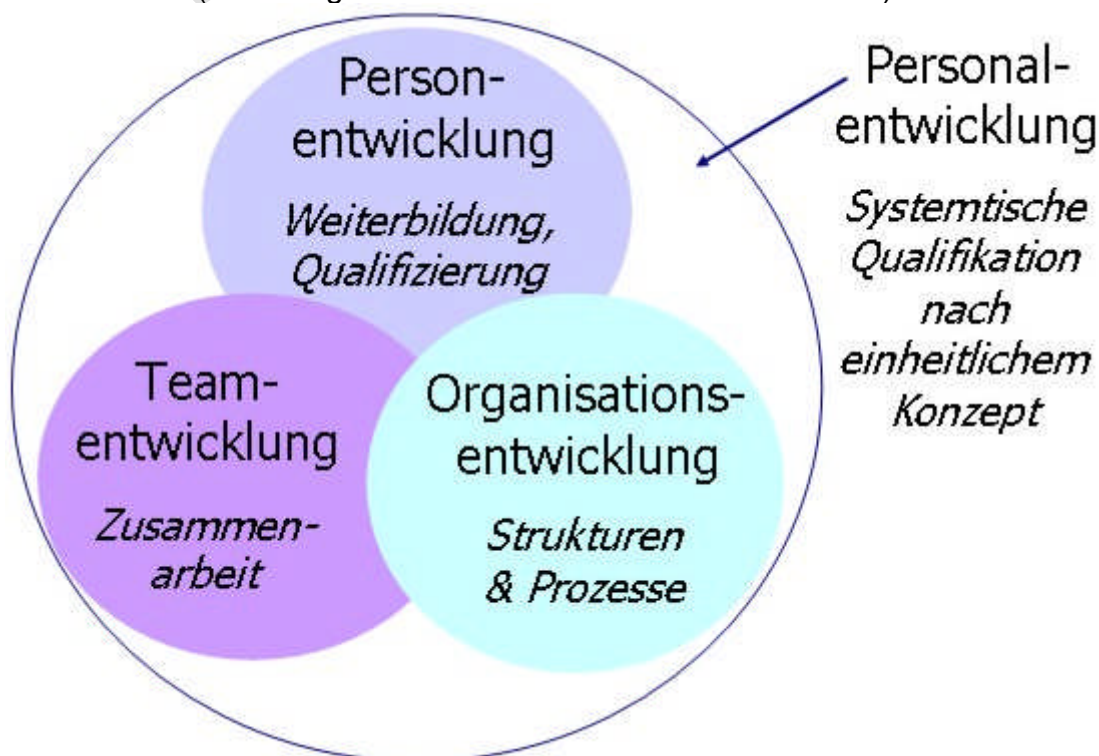 Person-
entwicklung
Weiterbildung,
Qualifizierung
Team-
entwicklung
Zusammen-
arbeit
Organisations-
entwicklung
Strukturen
& Prozesse
Personal-
entwicklung
Systemtische
Qualifikation
nach
einheitlichem
Konzept